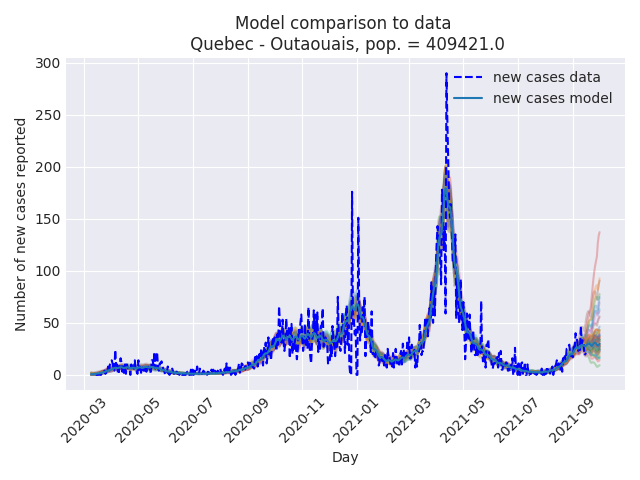 Model comparison to data
Quebec - Outaouais, pop. = 409421.0
new cases data
new cases model
Number of new cases reported
300
250
200
150
100
50
0
2020-03
2020-05
2020-07
2020-09
2020-11
2021-01
2021-03
2021-05
2021-07
2021-09
Day